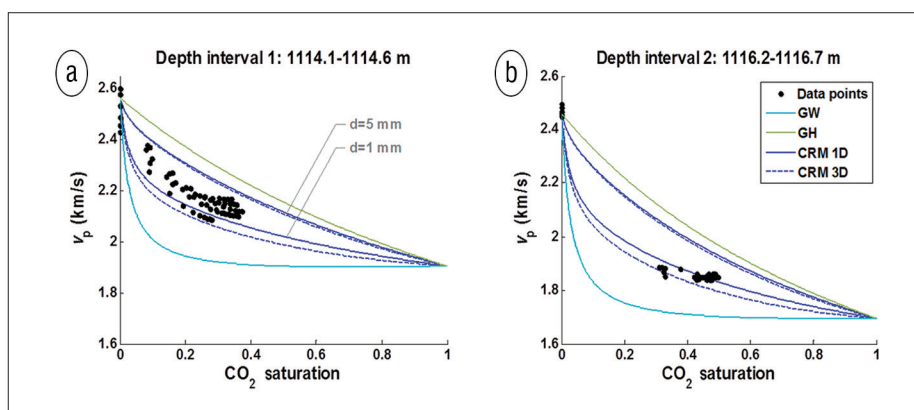 a
Depth interval 1: 1114.1-1114.6 m
2.6
2.4
2.2
2
1.8
1.6
vp (km/s)
d=5 mm
d=1 mm
0 0.2 0.4 0.6 0.8 1
CO2 saturation
b
Depth interval 2: 1116.2-1116.7 m
2.6
2.4
2.2
2
1.8
1.6
vp (km/s)
Data points
GW
GH
CRM 1D
CRM 3D
0 0.2 0.4 0.6 0.8 1
CO2 saturation